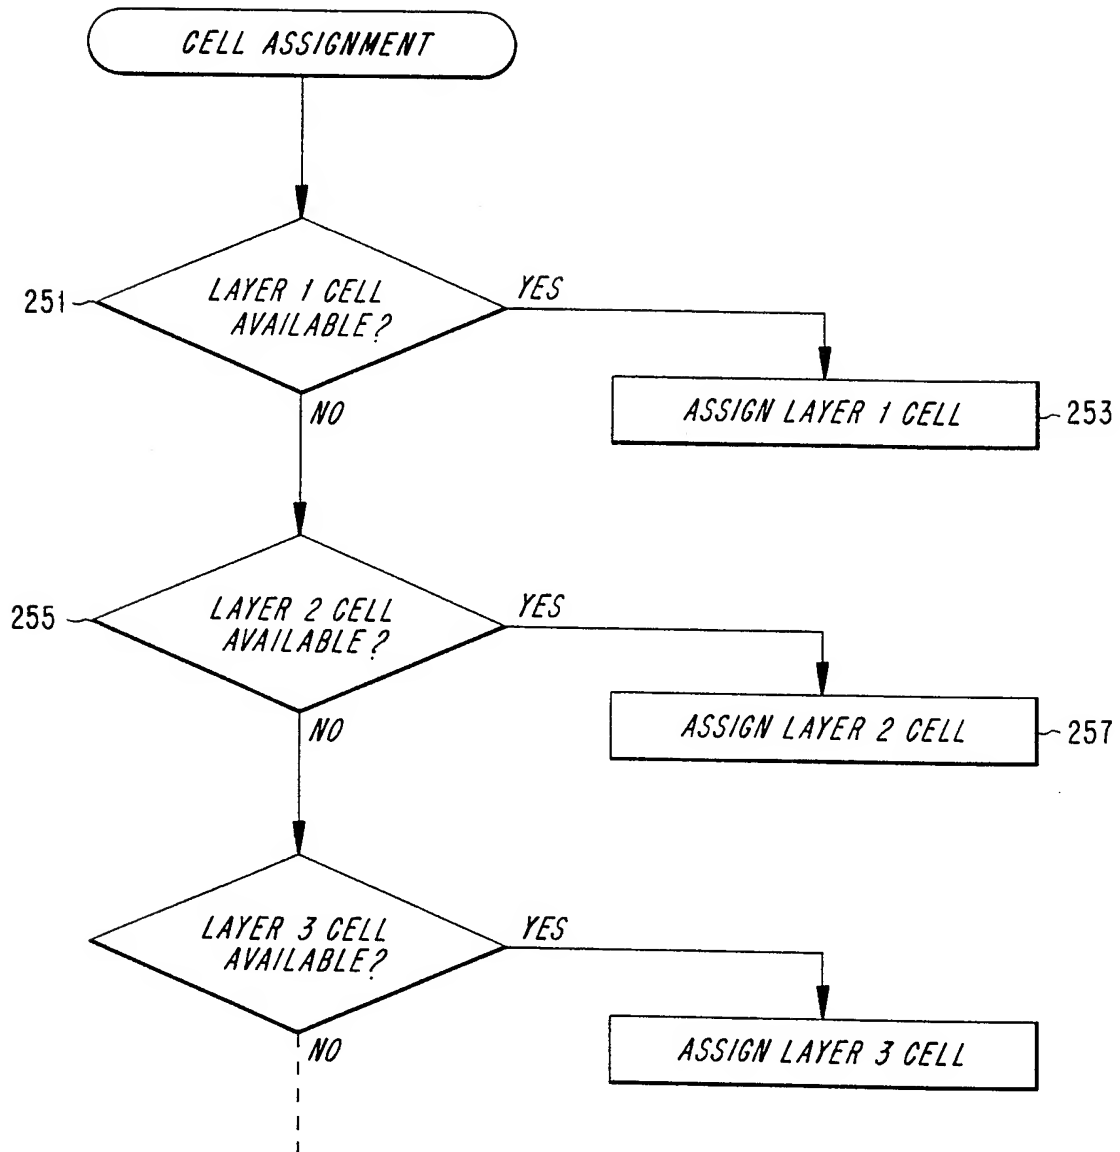 CELL ASSIGNMENT
LAYER 1 CELL
AVAILABLE?
251
YES
NO
ASSIGN LAYER 1 CELL
253
LAYER 2 CELL
AVAILABLE?
255
YES
NO
ASSIGN LAYER 2 CELL
257
LAYER 3 CELL
AVAILABLE?
YES
NO
ASSIGN LAYER 3 CELL